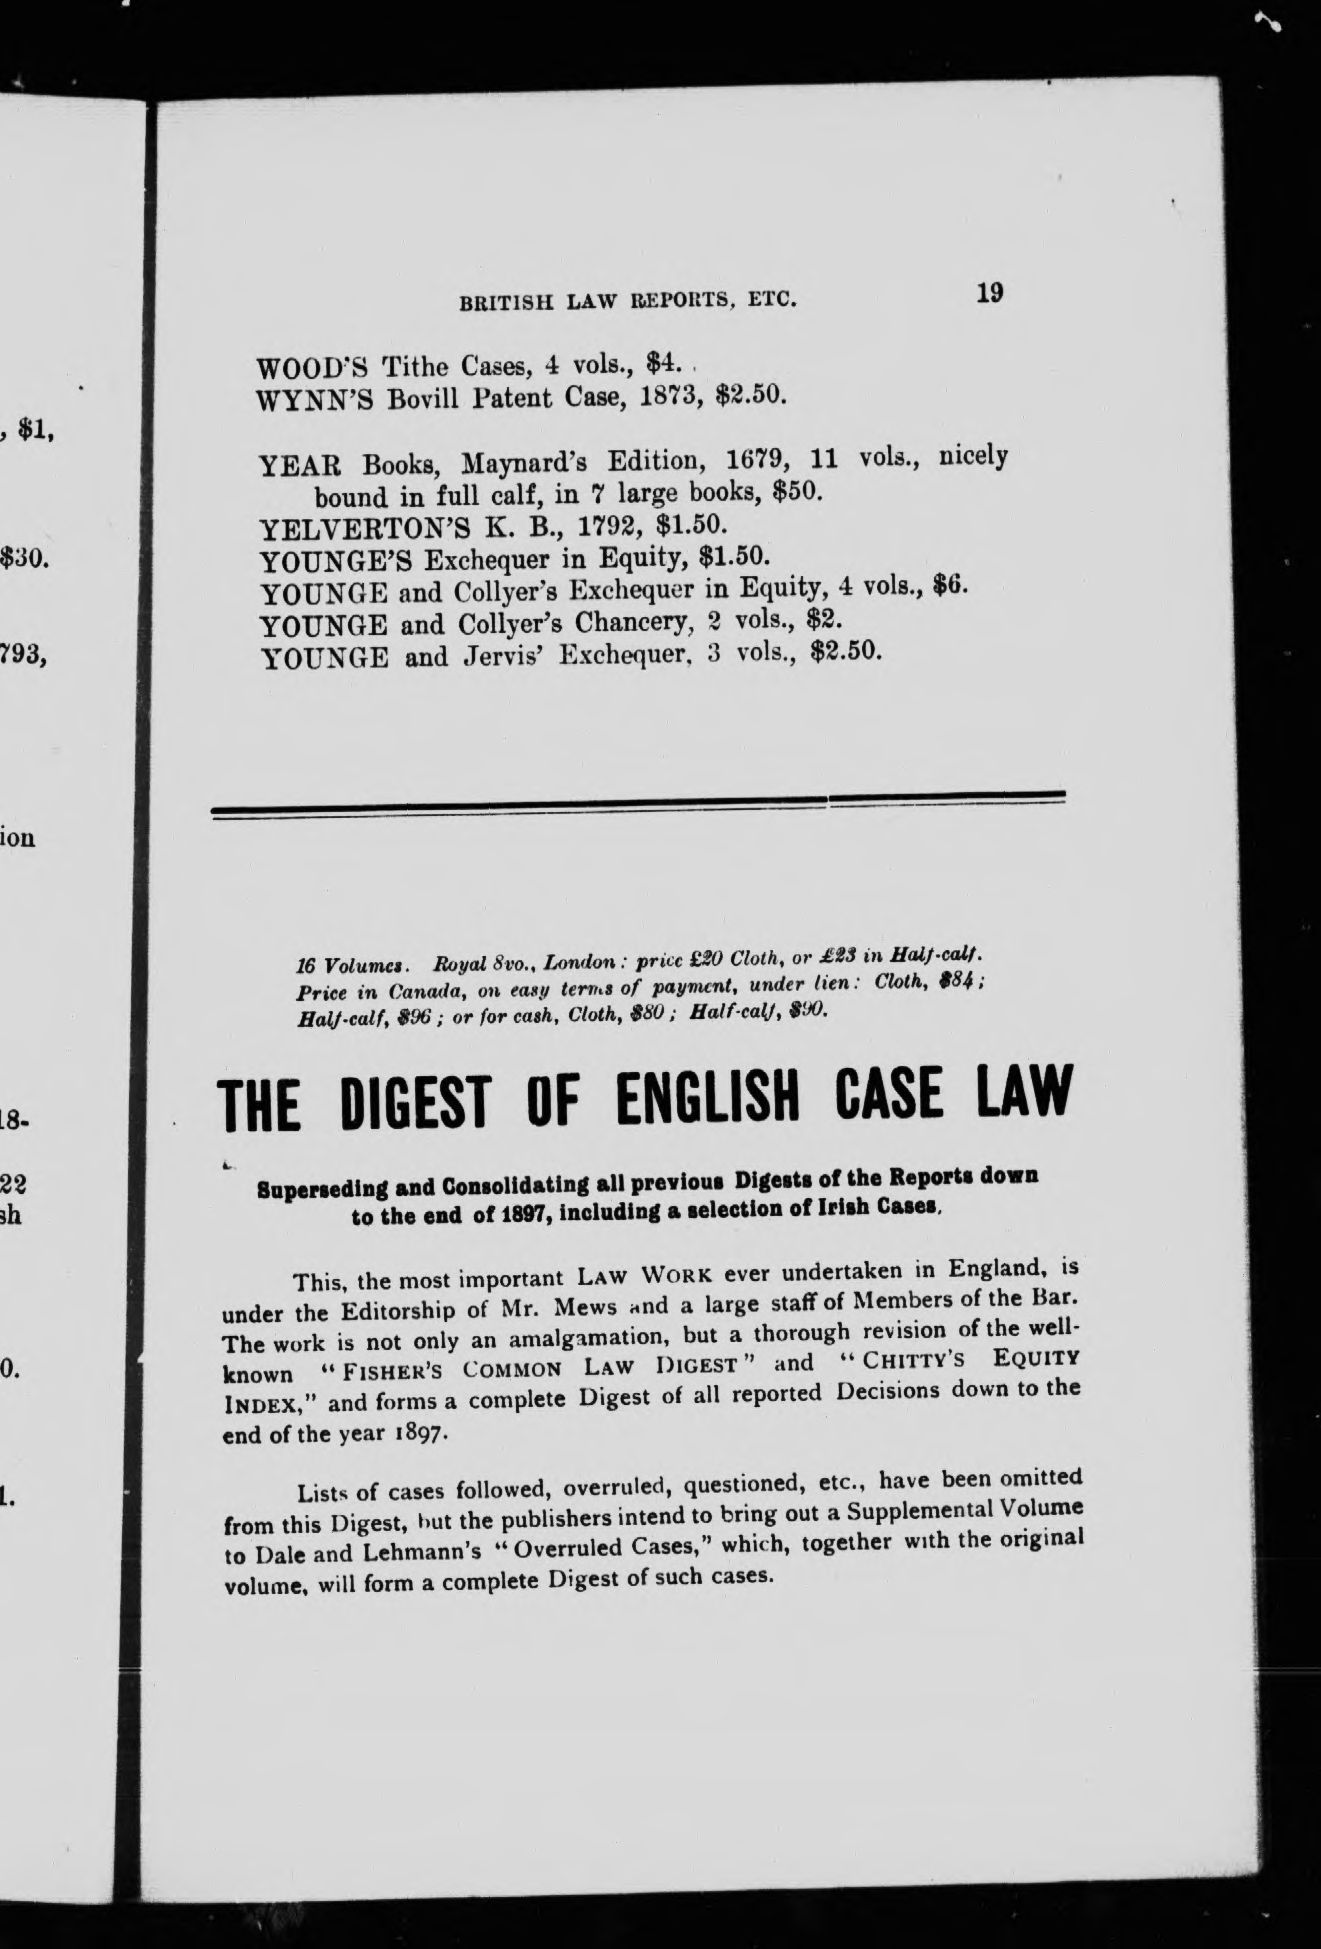 , $1,
$30.
793,
ion
18-
22
sh
0.
1.
BRITISH LAW REPORTS, ETC. 19
WOOD'S Tithe Cases, 4 vols., $4.
WYNN'S Bovill Patent Case, 1873, $2.50.
YEAR Books, Maynard's Edition, 1679, 11 vols., nicely
bound in full calf, in 7 large books, $50.
YELVERTON'S K. B., 1792, $1.50.
YOUNGE'S Exchequer in Equity, $1.50.
YOUNGE and Collyer's Exchequer in Equity, 4 vols., $6.
YOUNGE and Collyer's Chancery, 2 vols., $2.
YOUNGE and Jervis' Exchequer, 3 vols., $2.50.
16 Volumes. Royal 8vo., London: price £20 Cloth, or £23 in Half-calf.
Price in Canada, on easy terms of payment, under lien: Cloth, $84;
Half-calf, $96; or for cash, Cloth, $80; Half-calf, $90.
THE DIGEST OF ENGLISH CASE LAW
Superseding and Consolidating all previous Digests of the Reports down
to the end of 1897, including a selection of Irish Cases.
This, the most important LAW WORK ever undertaken in England, is
under the Editorship of Mr. Mews and a large staff of Members of the Bar.
The work is not only an amalgamation, but a thorough revision of the well-
known "FISHER'S COMMON LAW DIGEST" and "CHITTY'S EQUITY
INDEX," and forms a complete Digest of all reported Decisions down to the
end of the year 1897.
Lists of cases followed, overruled, questioned, etc., have been omitted
from this Digest, but the publishers intend to bring out a Supplemental Volume
to Dale and Lehmann's "Overruled Cases," which, together with the original
volume, will form a complete Digest of such cases.